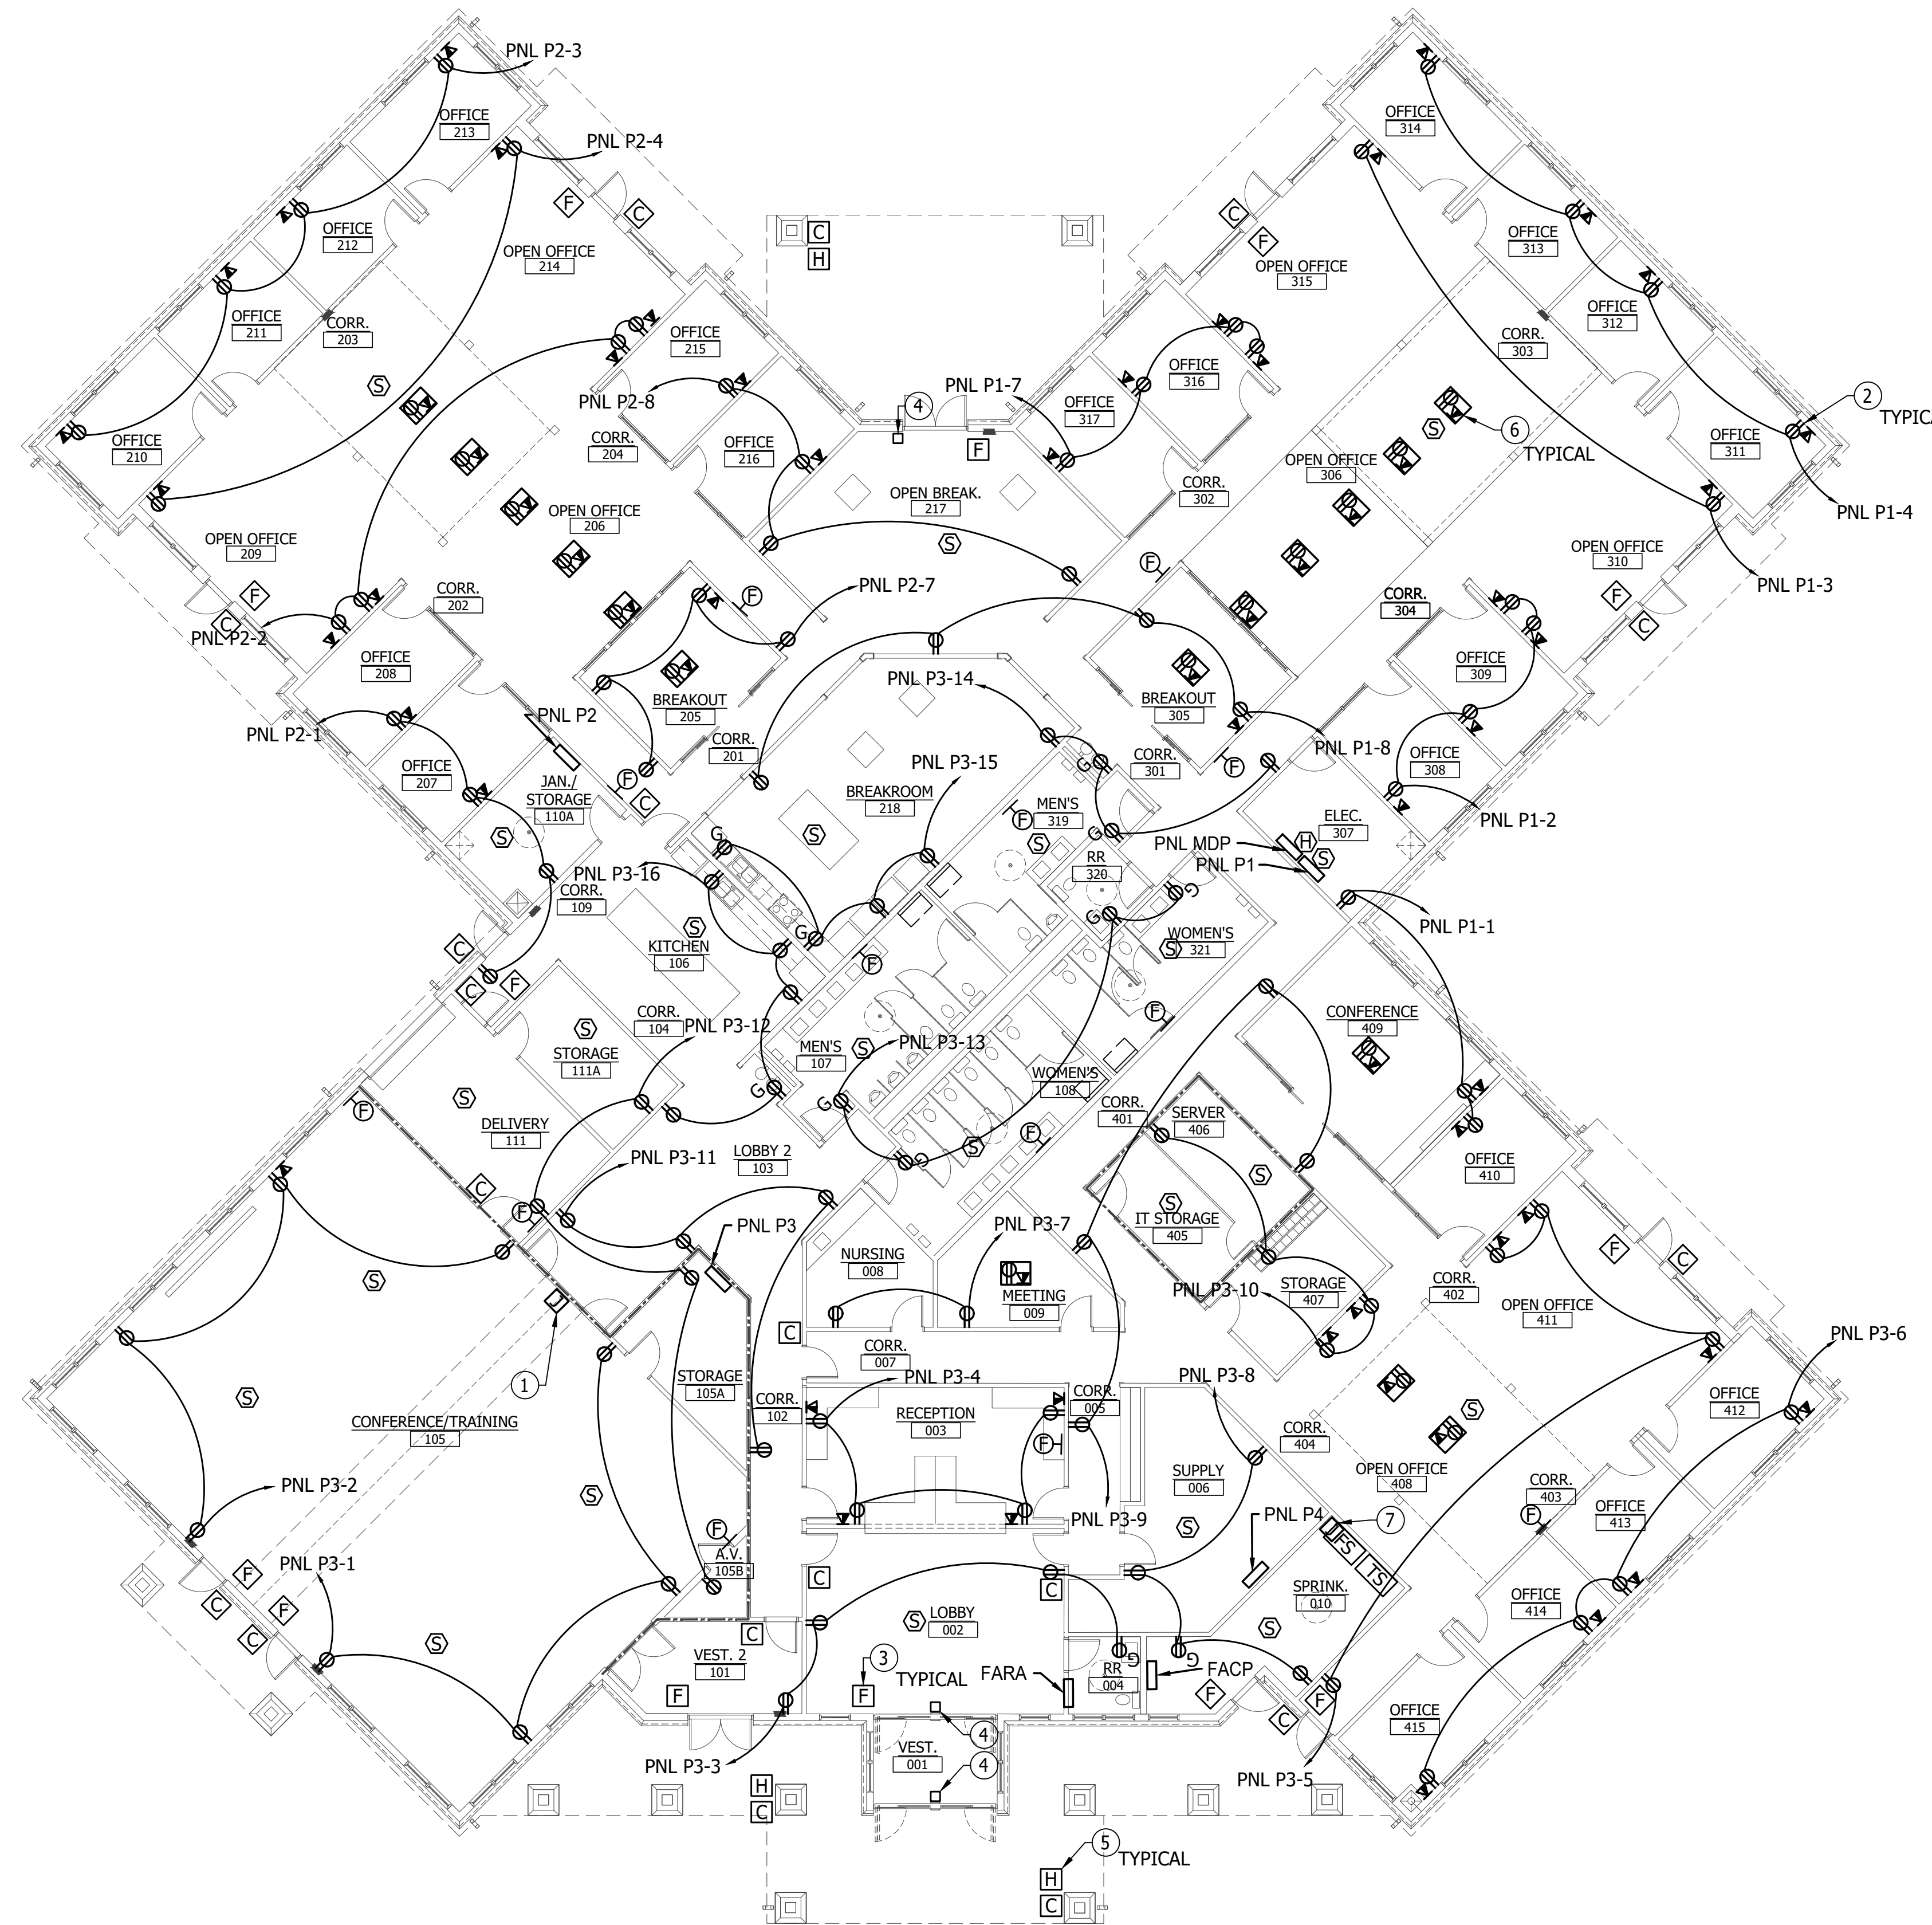 PNL P2-3
OFFICE
213
OFFICE
314
PNL P2-4
F
C
C
F
C
H
OFFICE
212
OPEN OFFICE
214
OPEN OFFICE
315
OFFICE
313
OFFICE
211
CORR.
203
OFFICE
215
OFFICE
316
CORR.
303
OFFICE
312
S
PNL P2-8
PNL P1-7
4
OFFICE
317
2
TYPICA
6
TYPICAL
S
OFFICE
210
CORR.
204
OFFICE
216
F
OPEN OFFICE
306
OFFICE
311
OPEN BREAK.
217
CORR.
302
PNL P1-4
OPEN OFFICE
209
OPEN OFFICE
206
S
OPEN OFFICE
310
F
C
PNL P2-2
CORR.
202
F
PNL P2-7
F
CORR.
304
PNL P1-3
F
C
OFFICE
208
OFFICE
309
PNL P3-14
BREAKOUT
205
BREAKOUT
305
PNL P2-1
PNL P2
CORR.
201
PNL P1-8
OFFICE
207
F
C
PNL P3-15
CORR.
301
F
OFFICE
308
JAN./
STORAGE
110A
S
BREAKROOM
218
S
G
MEN'S
319
F
S
G
G
ELEC.
307
PNL P1-2
PNL MDP
PNL P1
H
S
G
PNL P3-16
RR
320
G
G
CORR.
109
C
KITCHEN
106
S
G
F
WOMEN'S
321
S
PNL P1-1
C
F
CORR.
104
PNL P3-12
STORAGE
111A
S
MEN'S
107
S
PNL P3-13
F
CONFERENCE
409
F
S
DELIVERY
111
G
G
WOMEN'S
108
CORR.
401
SERVER
406
S
LOBBY 2
103
G
S
F
OFFICE
410
PNL P3-11
C
F
S
IT STORAGE
405
PNL P3
PNL P3-7
NURSING
008
MEETING
009
F
C
S
J
PNL P3-10
STORAGE
407
CORR.
402
OPEN OFFICE
411
C
1
CORR.
007
PNL P3-6
S
STORAGE
105A
CORR.
102
PNL P3-4
RECEPTION
003
CORR.
005
PNL P3-8
OFFICE
412
CONFERENCE/TRAINING
105
F
CORR.
404
S
PNL P3-2
S
SUPPLY
006
OPEN OFFICE
408
CORR.
403
F
OFFICE
413
PNL P3-9
S
PNL P4
J
7
FS
TS
F
A.V.
105B
PNL P3-1
F
C
F
C
C
C
SPRINK.
010
OFFICE
414
S
S
LOBBY
002
S
C
VEST. 2
101
3
TYPICAL
F
F
FARA
RR
004
G
G
FACP
F
F
C
OFFICE
415
4
VEST.
001
4
PNL P3-3
H
C
PNL P3-5
5
TYPICAL
H
C